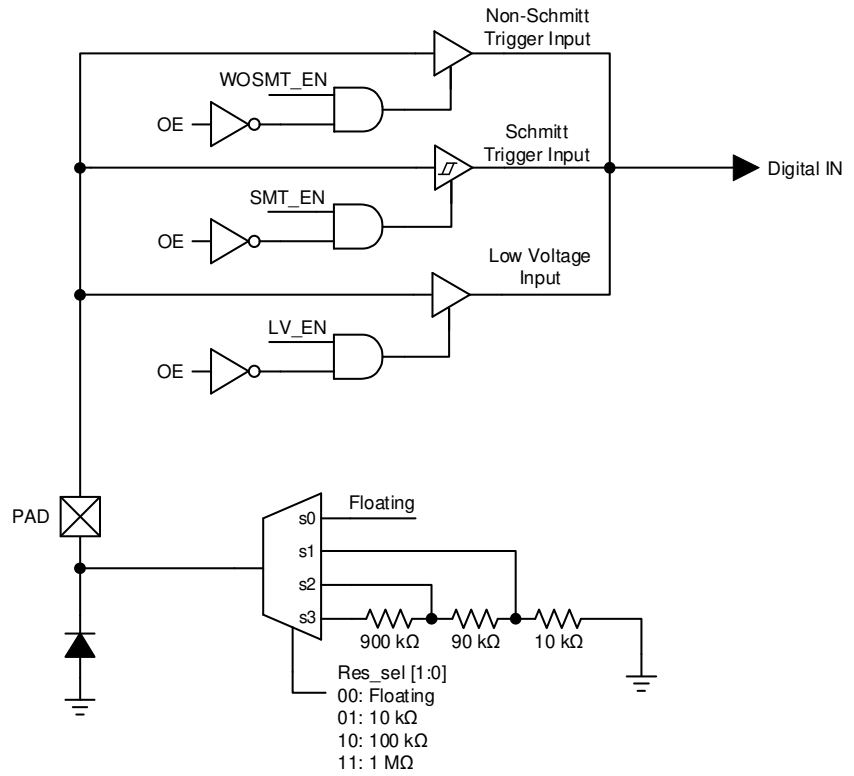 Non-Schmitt
Trigger Input
WOSMT_EN
OE
Schmitt
Trigger Input
Digital IN
SMT_EN
OE
Low Voltage
Input
LV_EN
OE
PAD
Floating
s0
s1
s2
s3
900 kΩ
90 kΩ
10 kΩ
Res_sel [1:0]
00: Floating
01: 10 kΩ
10: 100 kΩ
11: 1 MΩ